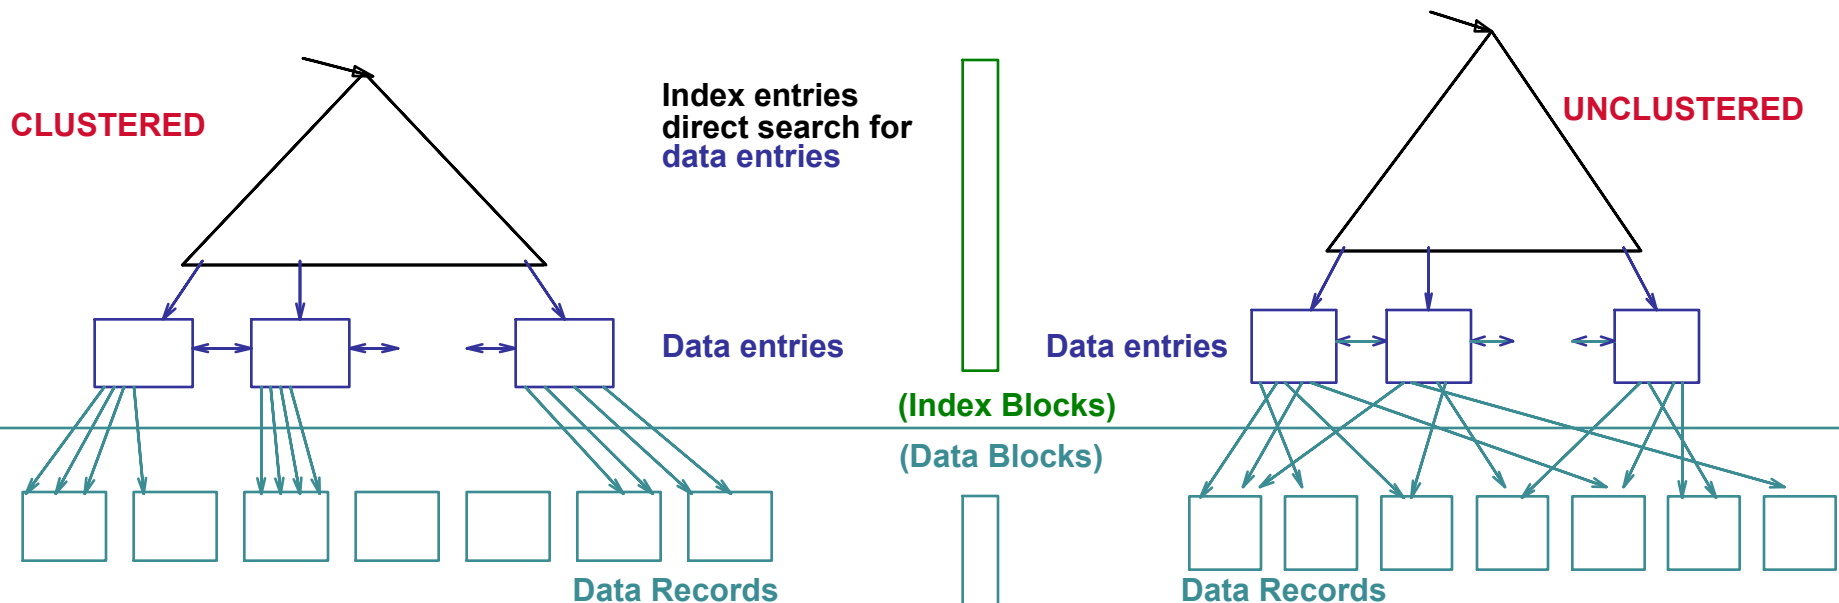 CLUSTERED
Index entries
direct search for
data entries
UNCLUSTERED
Data entries
Data entries
(Index Blocks)
(Data Blocks)
Data Records
Data Records